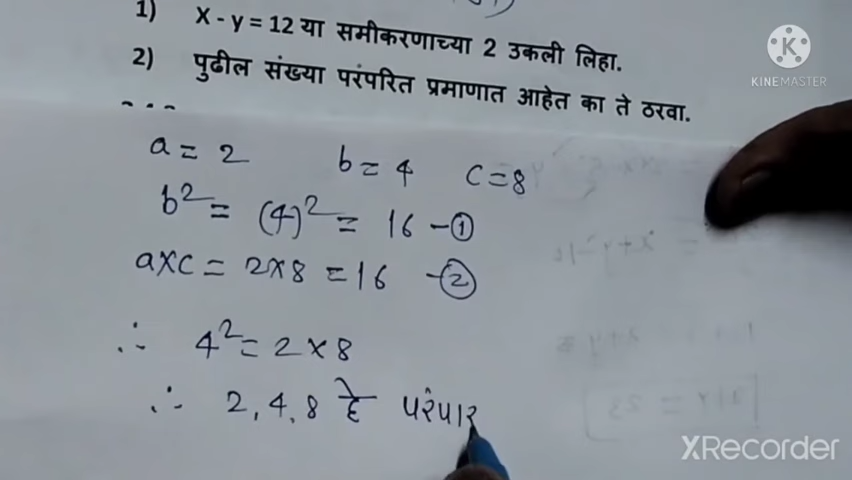 1) X - y = 12 या समीकरणाच्या 2 उकली लिहा.
KINEMASTER
2) पुढील संख्या परंपरित प्रमाणात आहेत का ते ठरवा.
a = 2 b = 4 c = 8
b² = (4)² = 16 – ①
a×c = 2×8 = 16 – ②
∴ 4² = 2 × 8
∴ 2, 4, 8 हे परंपार
XRecorder